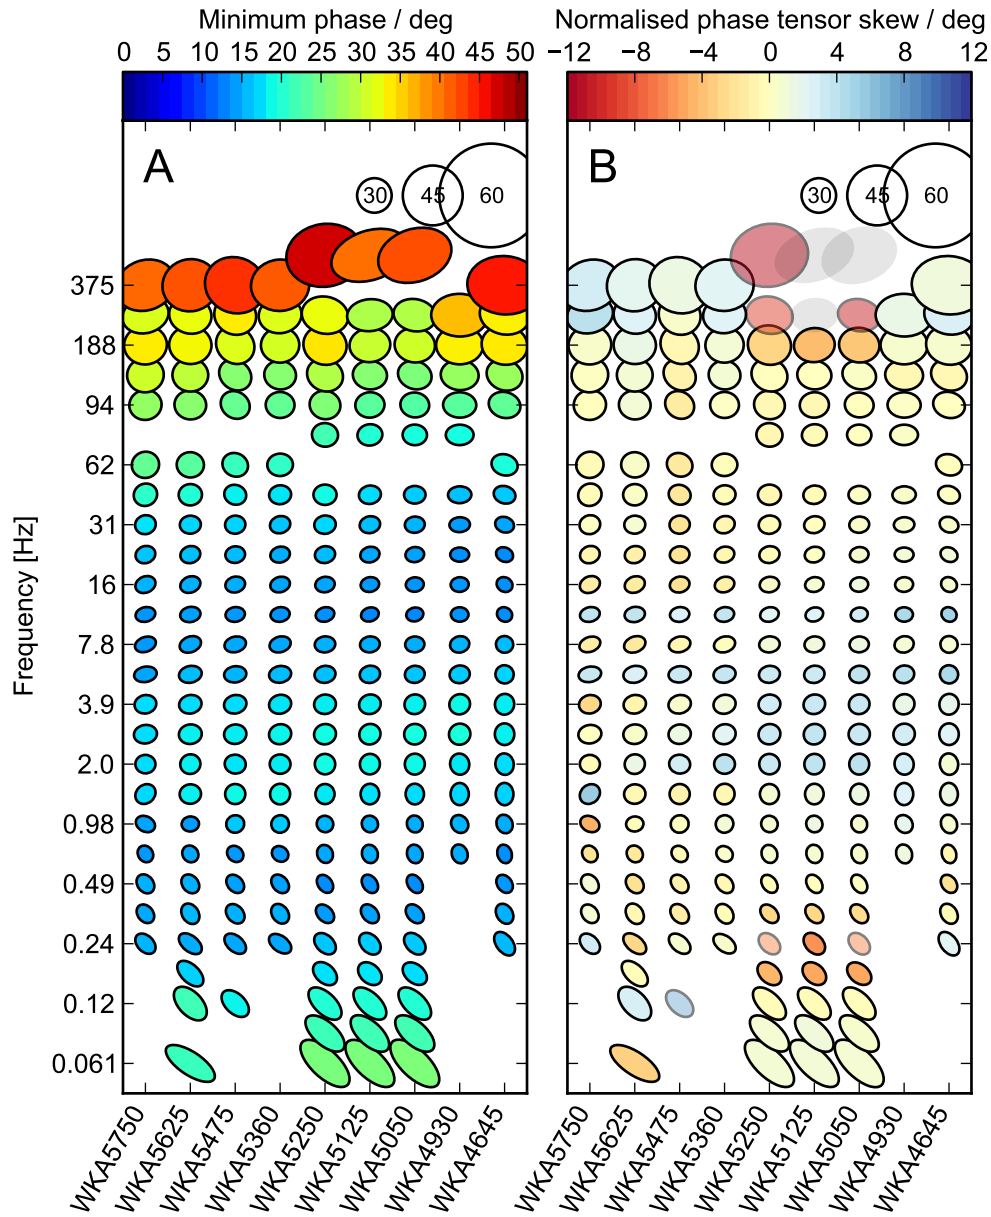 Minimum phase / deg
Normalised phase tensor skew / deg
0 5 10 15 20 25 30 35 40 45 50
−12 −8 −4 0 4 8 12
A
30 45 60
B
30 45 60
Frequency [Hz]
375
188
94
62
31
16
7.8
3.9
2.0
0.98
0.49
0.24
0.12
0.061
WKA5750 WKA5625 WKA5475 WKA5360 WKA5250 WKA5125 WKA5050 WKA4930 WKA4645
WKA5750 WKA5625 WKA5475 WKA5360 WKA5250 WKA5125 WKA5050 WKA4930 WKA4645